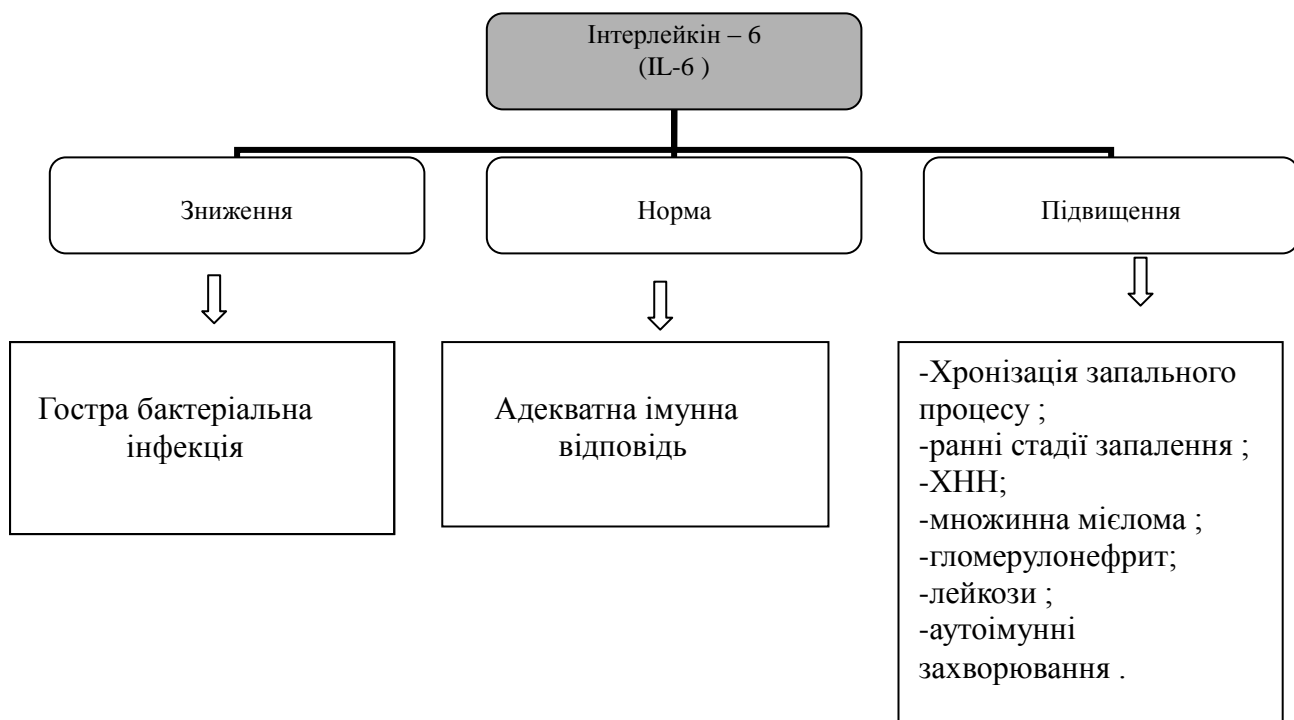 Інтерлейкін – 6
(IL-6 )
Зниження
Норма
Підвищення
Гостра бактеріальна
інфекція
Адекватна імунна
відповідь
-Хронізація запального
процесу ;
-ранні стадії запалення ;
-ХНН;
-множинна мієлома ;
-гломерулонефрит;
-лейкози ;
-аутоімунні
захворювання .